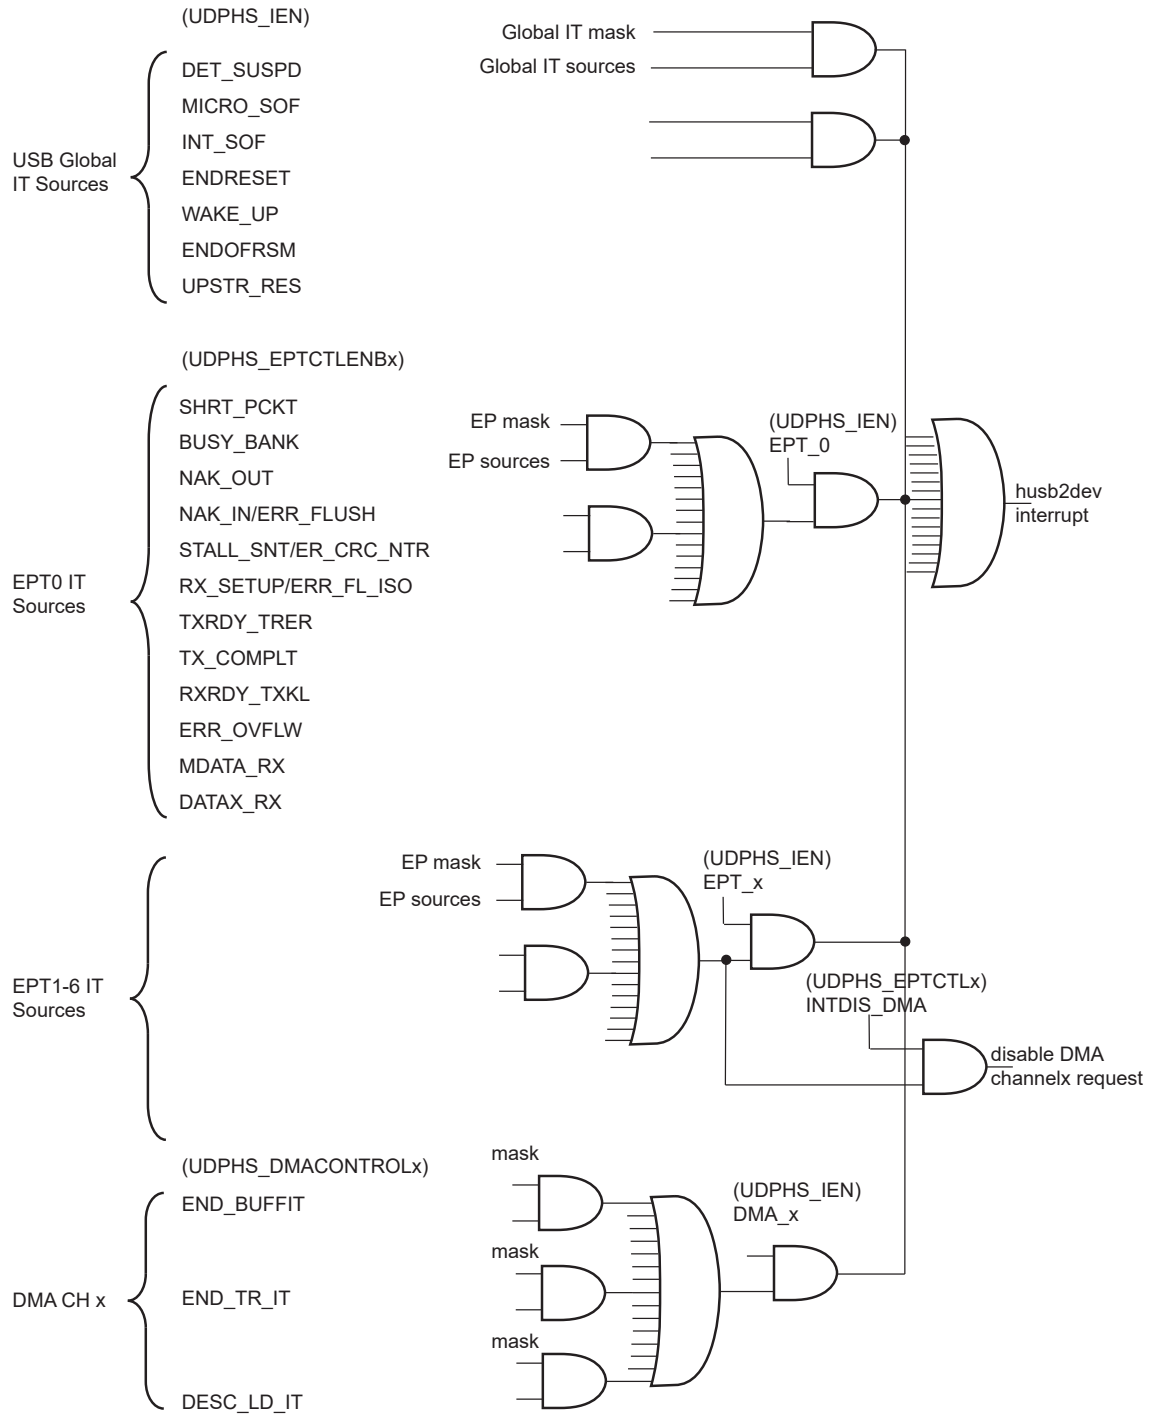 (UDPHS_IEN)
Global IT mask
Global IT sources
USB Global
IT Sources
DET_SUSPD
MICRO_SOF
INT_SOF
ENDRESET
WAKE_UP
ENDOFRSM
UPSTR_RES
(UDPHS_EPTCTLENBx)
EPT0 IT
Sources
SHRT_PCKT
BUSY_BANK
NAK_OUT
NAK_IN/ERR_FLUSH
STALL_SNT/ER_CRC_NTR
RX_SETUP/ERR_FL_ISO
TXRDY_TRER
TX_COMPLT
RXRDY_TXKL
ERR_OVFLW
MDATA_RX
DATAX_RX
EP mask
EP sources
(UDPHS_IEN)
EPT_0
husb2dev
interrupt
EPT1-6 IT
Sources
EP mask
EP sources
(UDPHS_IEN)
EPT_x
(UDPHS_EPTCTLx)
INTDIS_DMA
disable DMA
channelx request
(UDPHS_DMACONTROLx)
DMA CH x
END_BUFFIT
END_TR_IT
DESC_LD_IT
mask
mask
mask
(UDPHS_IEN)
DMA_x